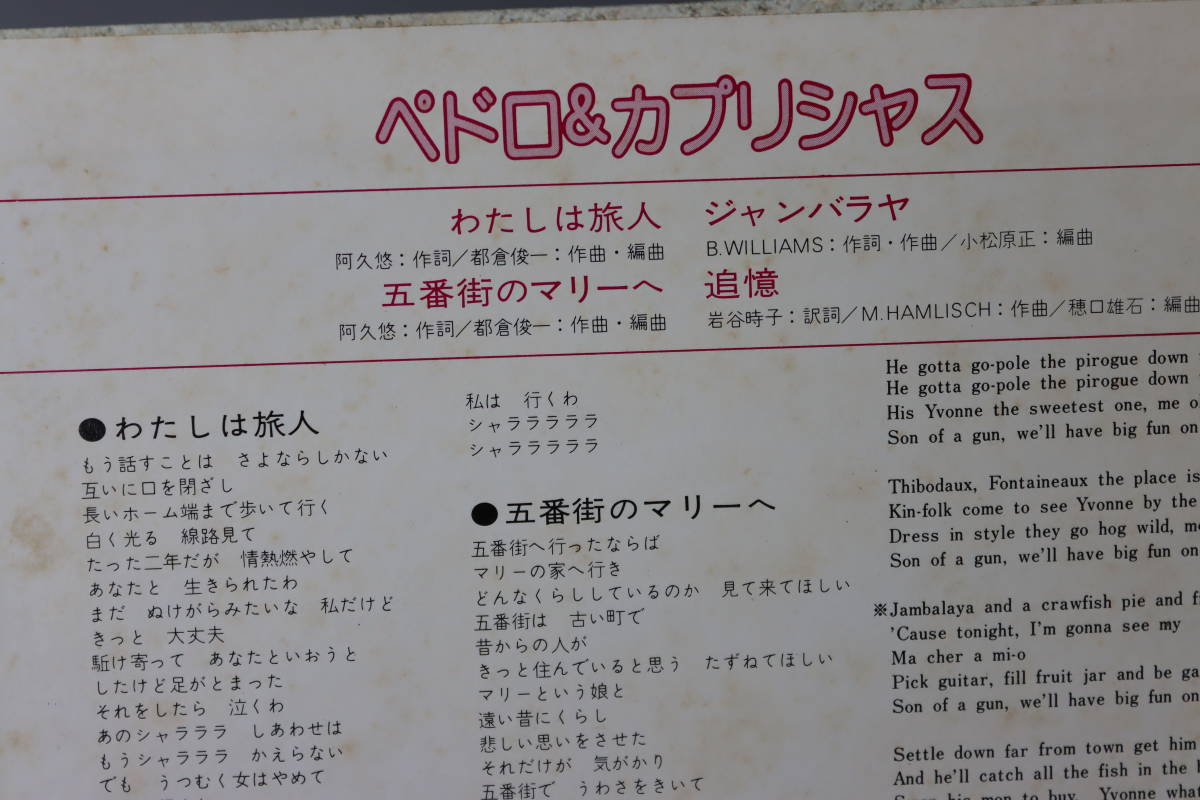 ペドロ&カプリシャス
わたしは旅人
阿久悠：作詞／都倉俊一：作曲・編曲
五番街のマリーへ
阿久悠：作詞／都倉俊一：作曲・編曲
ジャンバラヤ
B.WILLIAMS：作詞・作曲／小松原正：編曲
追憶
岩谷時子：訳詞／M.HAMLISCH：作曲／穂口雄右：編曲
●わたしは旅人
もう話すことは　さよならしかない
互いに口を閉ざし
長いホーム端まで歩いて行く
白く光る　線路見て
たった二年だが　情熱燃やして
あなたと　生きられたわ
まだ　ぬけがらみたいな　私だけど
きっと　大丈夫
駈け寄って　あなたといおうと
したけど足がとまった
それをしたら　泣くわ
あのシャラララ　しあわせは
もうシャラララ　かえらない
でも　うつむく女はやめて
私は　行くわ
シャララララ
シャララララ
●五番街のマリーへ
五番街へ行ったならば
マリーの家へ行き
どんなくらししているのか　見て来てほしい
五番街は　古い町で
昔からの人が
きっと住んでいると思う　たずねてほしい
マリーという娘と
遠い昔にくらし
悲しい思いをさせた
それだけが　気がかり
五番街で　うわさをきいて
He gotta go-pole the pirogue down
He gotta go-pole the pirogue down
His Yvonne the sweetest one, me
Son of a gun, we'll have big fun on
Thibodaux, Fontaineaux the place is
Kin-folk come to see Yvonne by the
Dress in style they go hog wild,
Son of a gun, we'll have big fun on
※Jambalaya and a crawfish pie and
'Cause tonight, I'm gonna see my
Ma cher a mi-o
Pick guitar, fill fruit jar and be
Son of a gun, we'll have big fun on
Settle down far from town get him
And he'll catch all the fish in the
his mon to buy. Yvonne